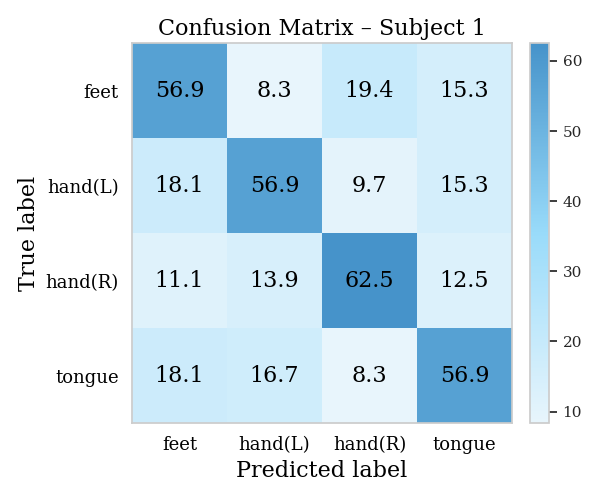 Confusion Matrix – Subject 1
True label
feet 56.9 8.3 19.4 15.3
hand(L) 18.1 56.9 9.7 15.3
hand(R) 11.1 13.9 62.5 12.5
tongue 18.1 16.7 8.3 56.9
feet hand(L) hand(R) tongue
Predicted label
60
50
40
30
20
10